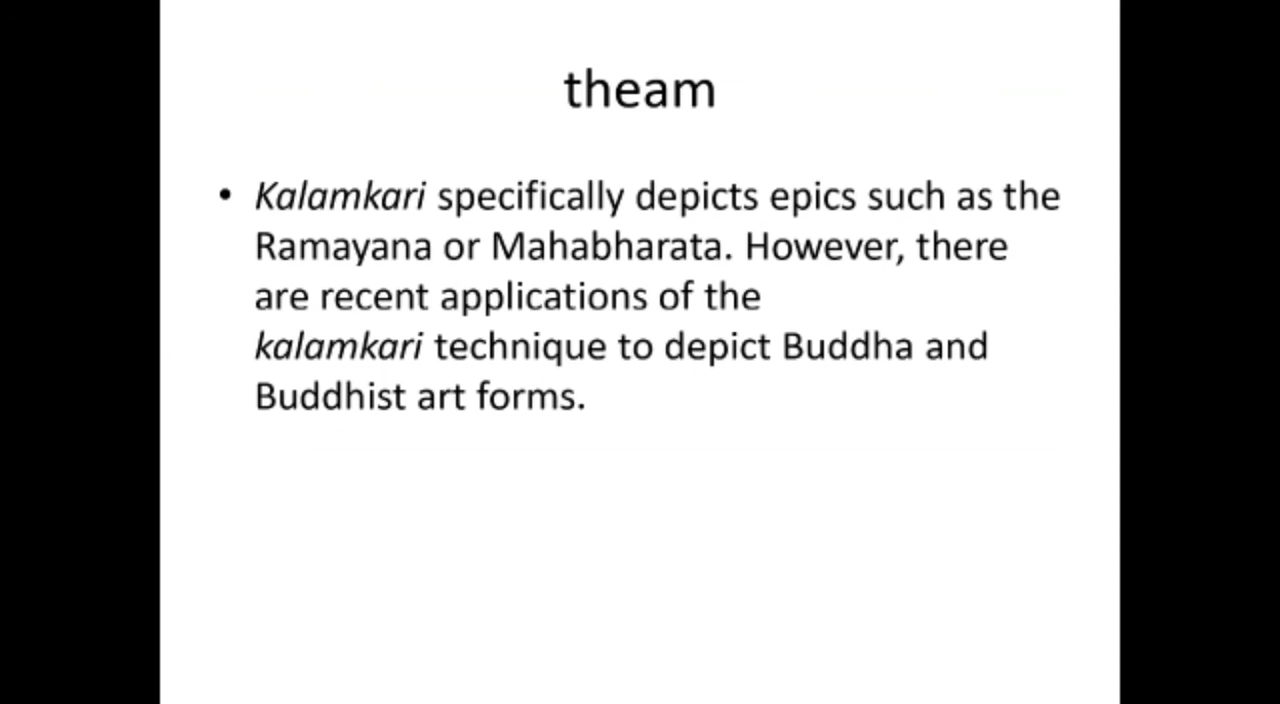 theam
• Kalamkari specifically depicts epics such as the
Ramayana or Mahabharata. However, there
are recent applications of the
kalamkari technique to depict Buddha and
Buddhist art forms.